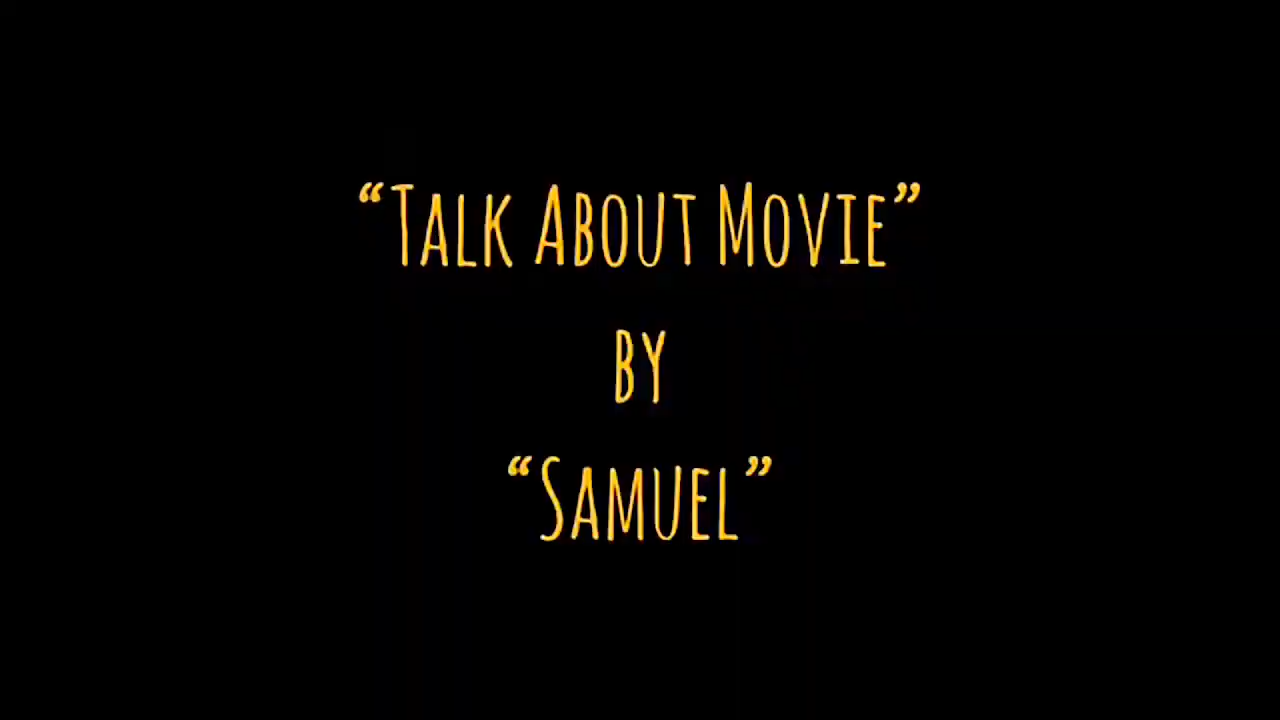 “Talk About Movie”
by
“Samuel”